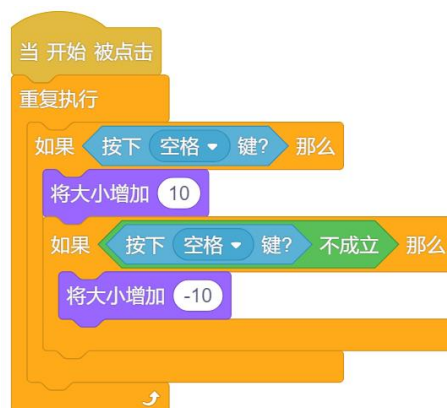 当 开始 被点击
重复执行
如果 按下 空格 键? 那么
将大小增加 10
如果 按下 空格 键? 不成立 那么
将大小增加 -10